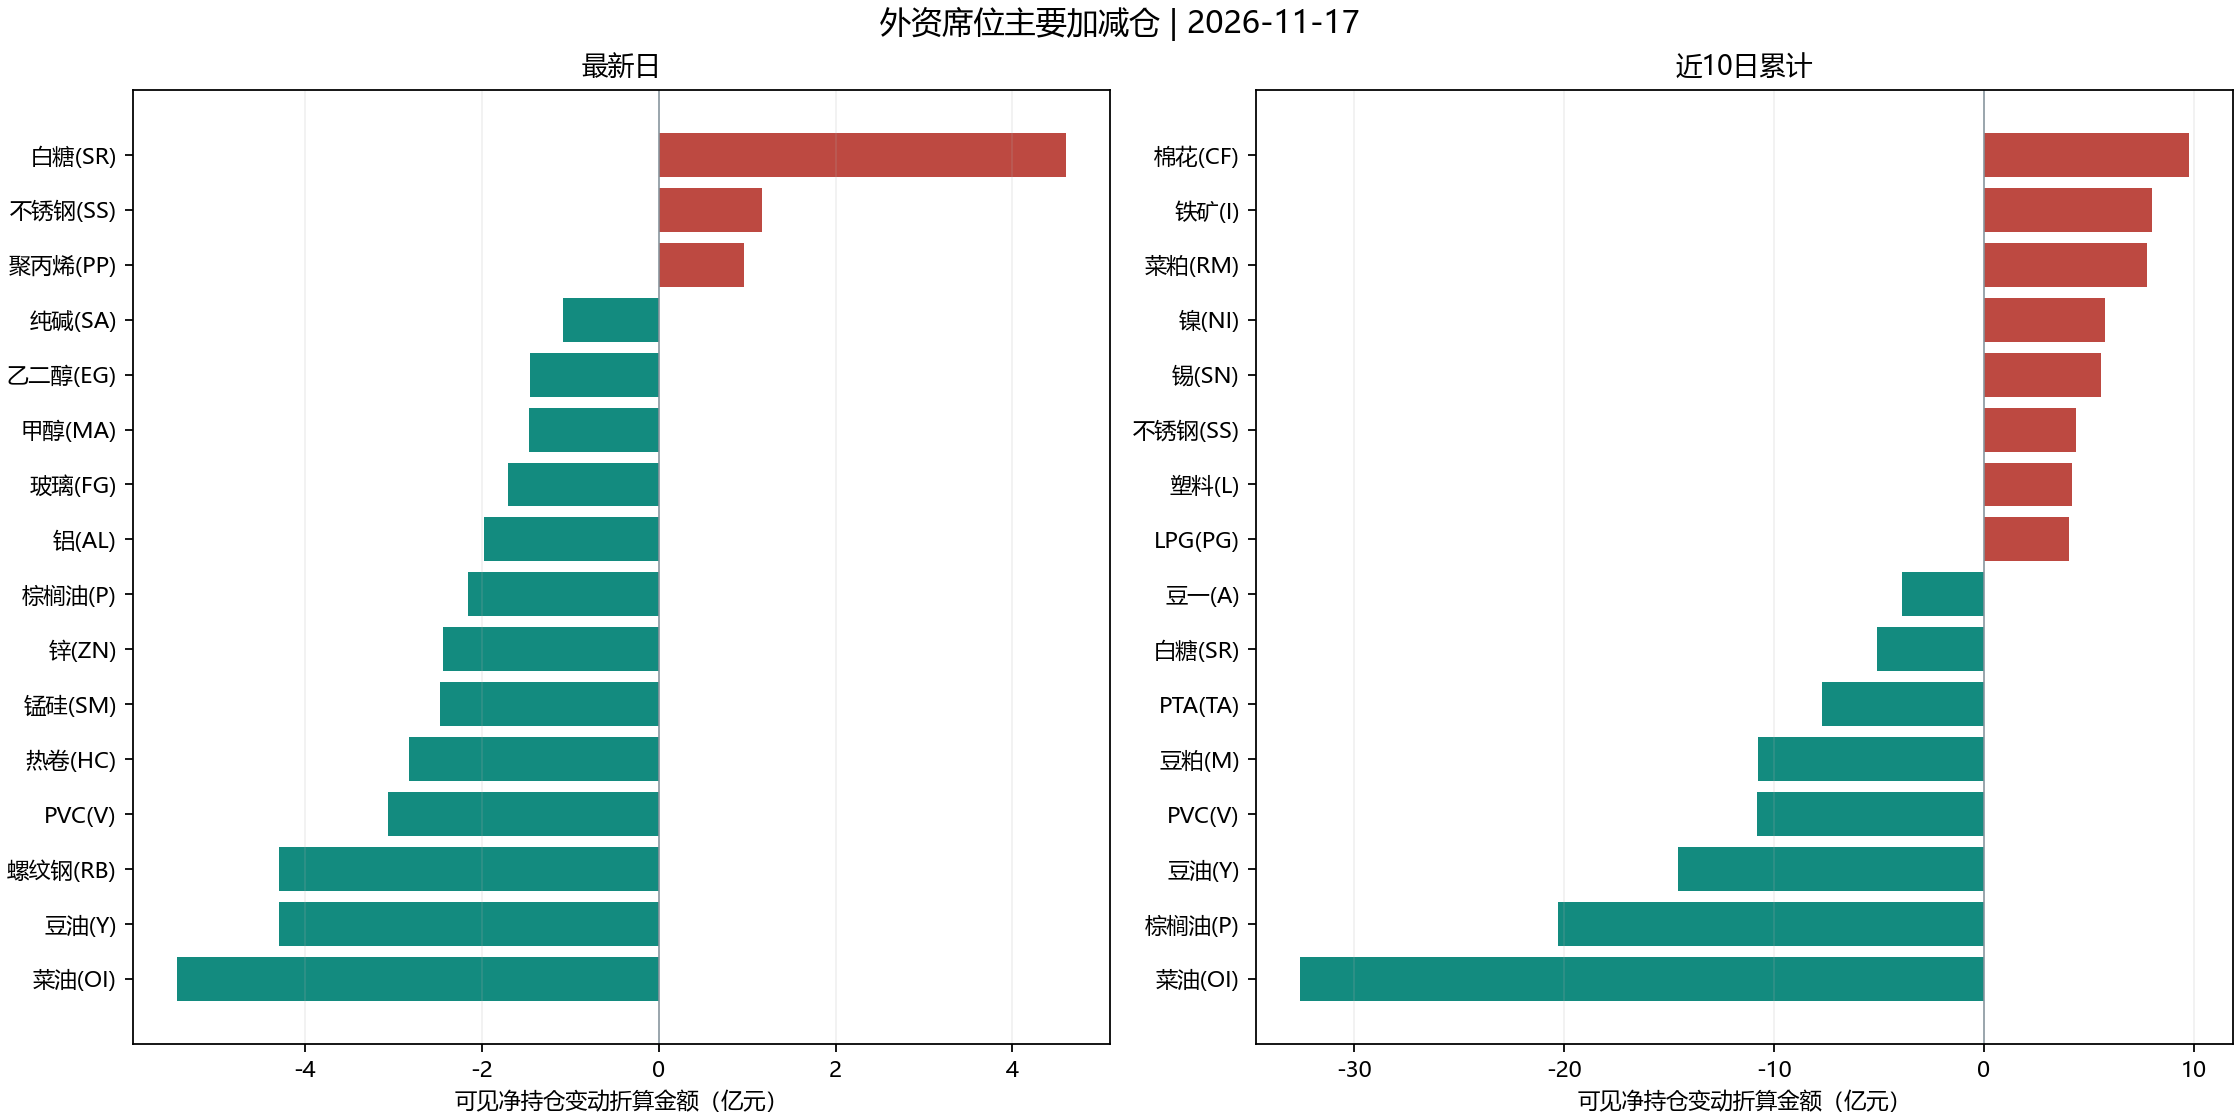 外资席位主要加减仓 | 2026-11-17
最新日
白糖(SR)
不锈钢(SS)
聚丙烯(PP)
纯碱(SA)
乙二醇(EG)
甲醇(MA)
玻璃(FG)
铝(AL)
棕榈油(P)
锌(ZN)
锰硅(SM)
热卷(HC)
PVC(V)
螺纹钢(RB)
豆油(Y)
菜油(OI)
-4 -2 0 2 4
可见净持仓变动折算金额（亿元）
近10日累计
棉花(CF)
铁矿(I)
菜粕(RM)
镍(NI)
锡(SN)
不锈钢(SS)
塑料(L)
LPG(PG)
豆一(A)
白糖(SR)
PTA(TA)
豆粕(M)
PVC(V)
豆油(Y)
棕榈油(P)
菜油(OI)
-30 -20 -10 0 10
可见净持仓变动折算金额（亿元）